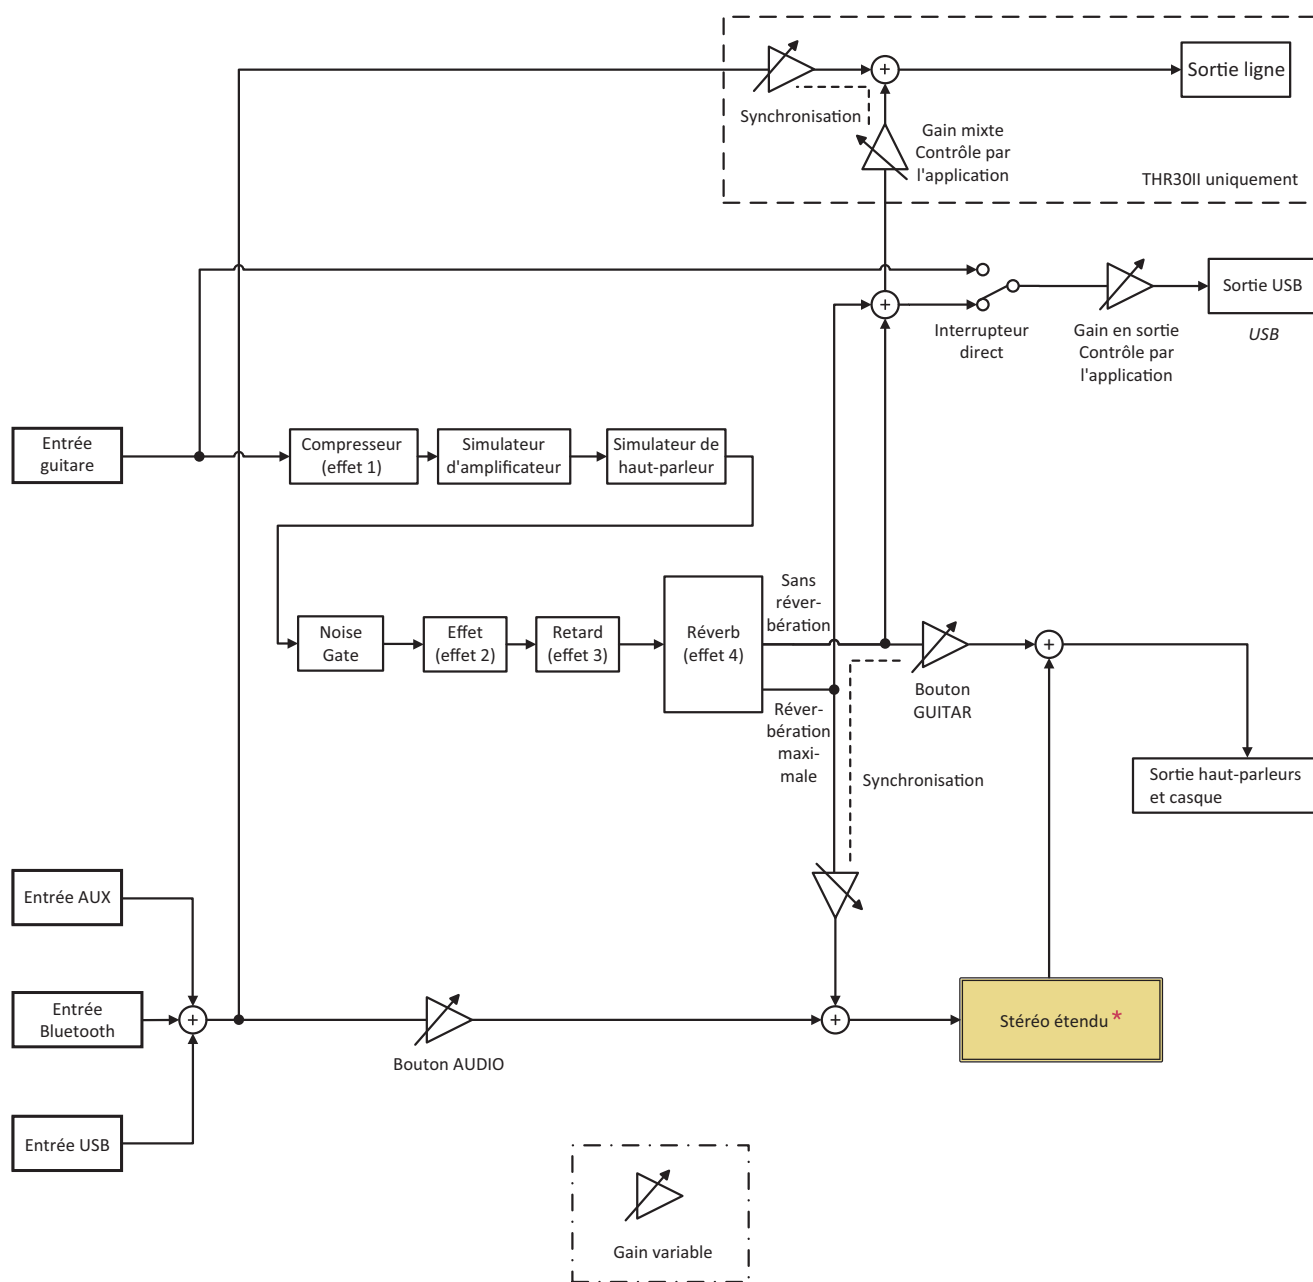 Sortie ligne
Synchronisation
Gain mixte
Contrôle par
l'application
THR30II uniquement
Sortie USB
USB
Interrupteur
direct
Gain en sortie
Contrôle par
l'application
Entrée
guitare
Compresseur
(effet 1)
Simulateur
d'amplificateur
Simulateur de
haut-parleur
Noise
Gate
Effet
(effet 2)
Retard
(effet 3)
Réverb
(effet 4)
Sans
réver-
bération
Réver-
bération
maxi-
male
Bouton
GUITAR
Synchronisation
Sortie haut-parleurs
et casque
Entrée AUX
Entrée
Bluetooth
Entrée USB
Bouton AUDIO
Stéréo étendu*
Gain variable